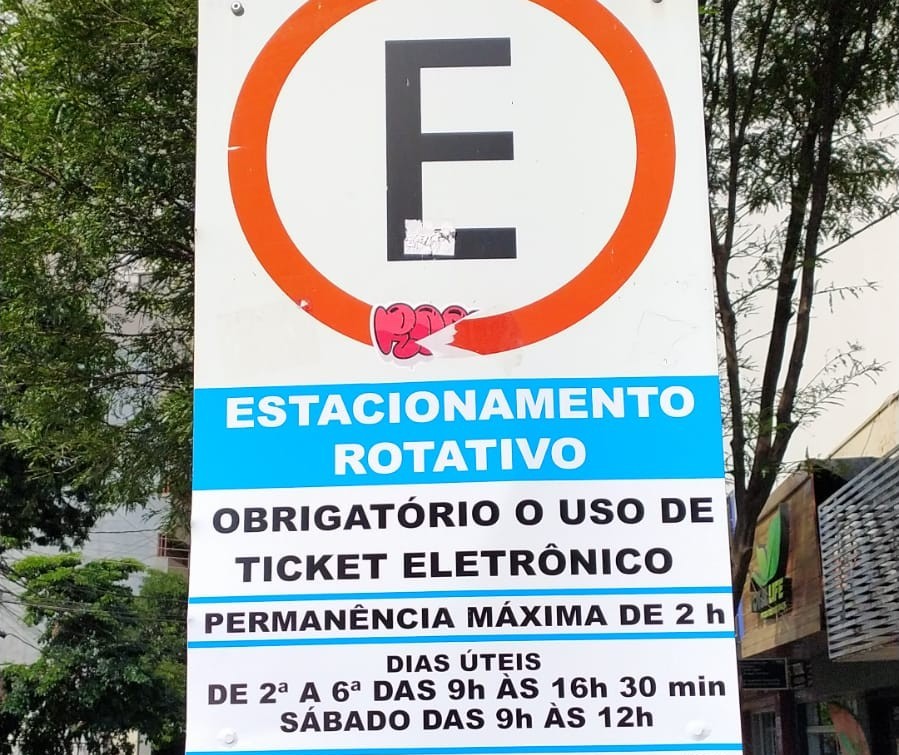 E
ESTACIONAMENTO
ROTATIVO
OBRIGATÓRIO O USO DE
TICKET ELETRÔNICO
PERMANÊNCIA MÁXIMA DE 2 h
DIAS ÚTEIS
DE 2ª A 6ª DAS 9h ÀS 16h 30 min
SÁBADO DAS 9h ÀS 12h
LIFE